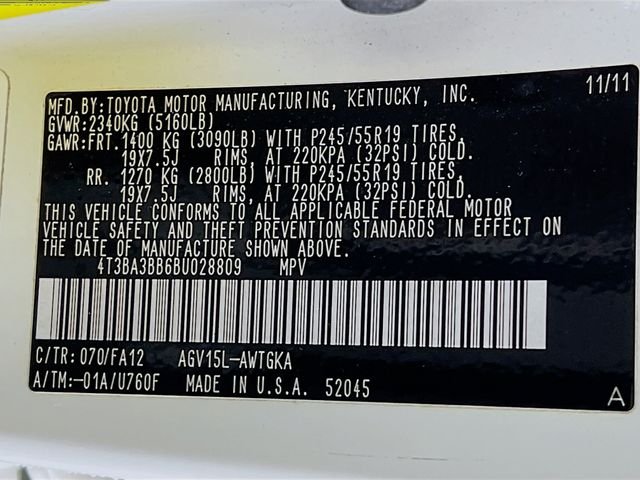 MFD.BY:TOYOTA MOTOR MANUFACTURING, KENTUCKY, INC. 11/11
GVWR:2340KG (5160LB)
GAWR:FRT.1400 KG (3090LB) WITH P245/55R19 TIRES,
19X7.5J RIMS, AT 220KPA (32PSI) COLD.
RR. 1270 KG (2800LB) WITH P245/55R19 TIRES,
19X7.5J RIMS, AT 220KPA (32PSI) COLD.
THIS VEHICLE CONFORMS TO ALL APPLICABLE FEDERAL MOTOR
VEHICLE SAFETY AND THEFT PREVENTION STANDARDS IN EFFECT ON
THE DATE OF MANUFACTURE SHOWN ABOVE.
4T3BA3BB6BU028809 MPV
C/TR: 070/FA12 AGV15L-AWTGKA
A/TM:-01A/U760F MADE IN U.S.A. 52045
A